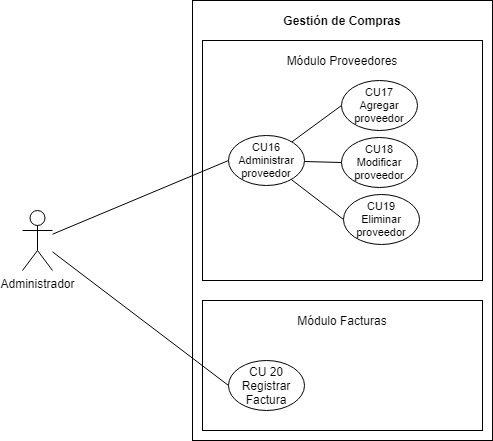 Gestión de Compras
Módulo Proveedores
CU17
Agregar
proveedor
CU16
Administrar
proveedor
CU18
Modificar
proveedor
CU19
Eliminar
proveedor
Administrador
Módulo Facturas
CU 20
Registrar
Factura